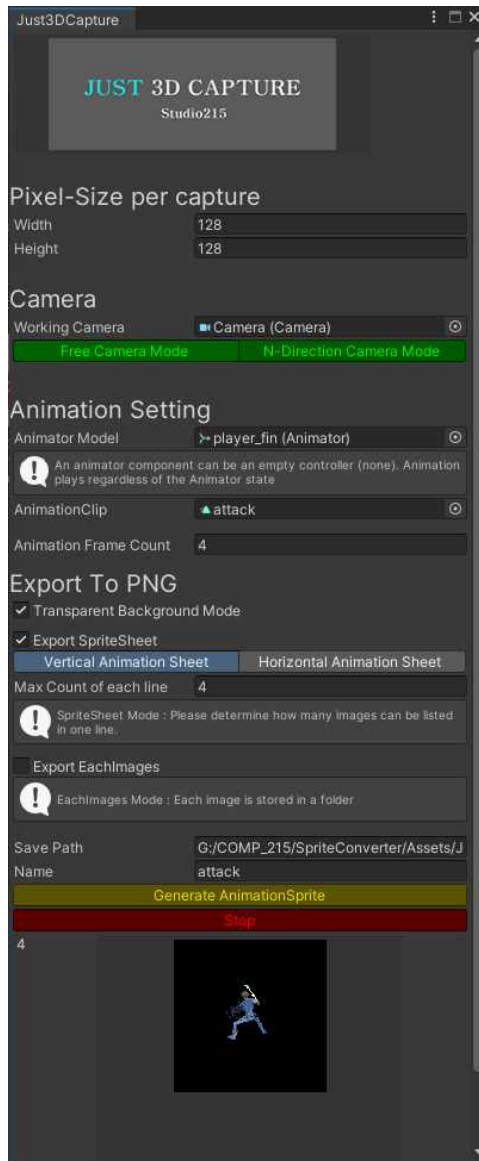 Just3DCapture
JUST 3D CAPTURE
Studio215
Pixel-Size per capture
Width 128
Height 128
Camera
Working Camera Camera (Camera)
Free Camera Mode N-Direction Camera Mode
Animation Setting
Animator Model player_fin (Animator)
An animator component can be an empty controller (none). Animation
plays regardless of the Animator state
AnimationClip attack
Animation Frame Count 4
Export To PNG
Transparent Background Mode
Export SpriteSheet
Vertical Animation Sheet Horizontal Animation Sheet
Max Count of each line 4
SpriteSheet Mode : Please determine how many images can be listed
in one line.
Export EachImages
EachImages Mode : Each image is stored in a folder
Save Path G:/COMP_215/SpriteConverter/Assets/J
Name attack
Generate AnimationSprite
Stop
4